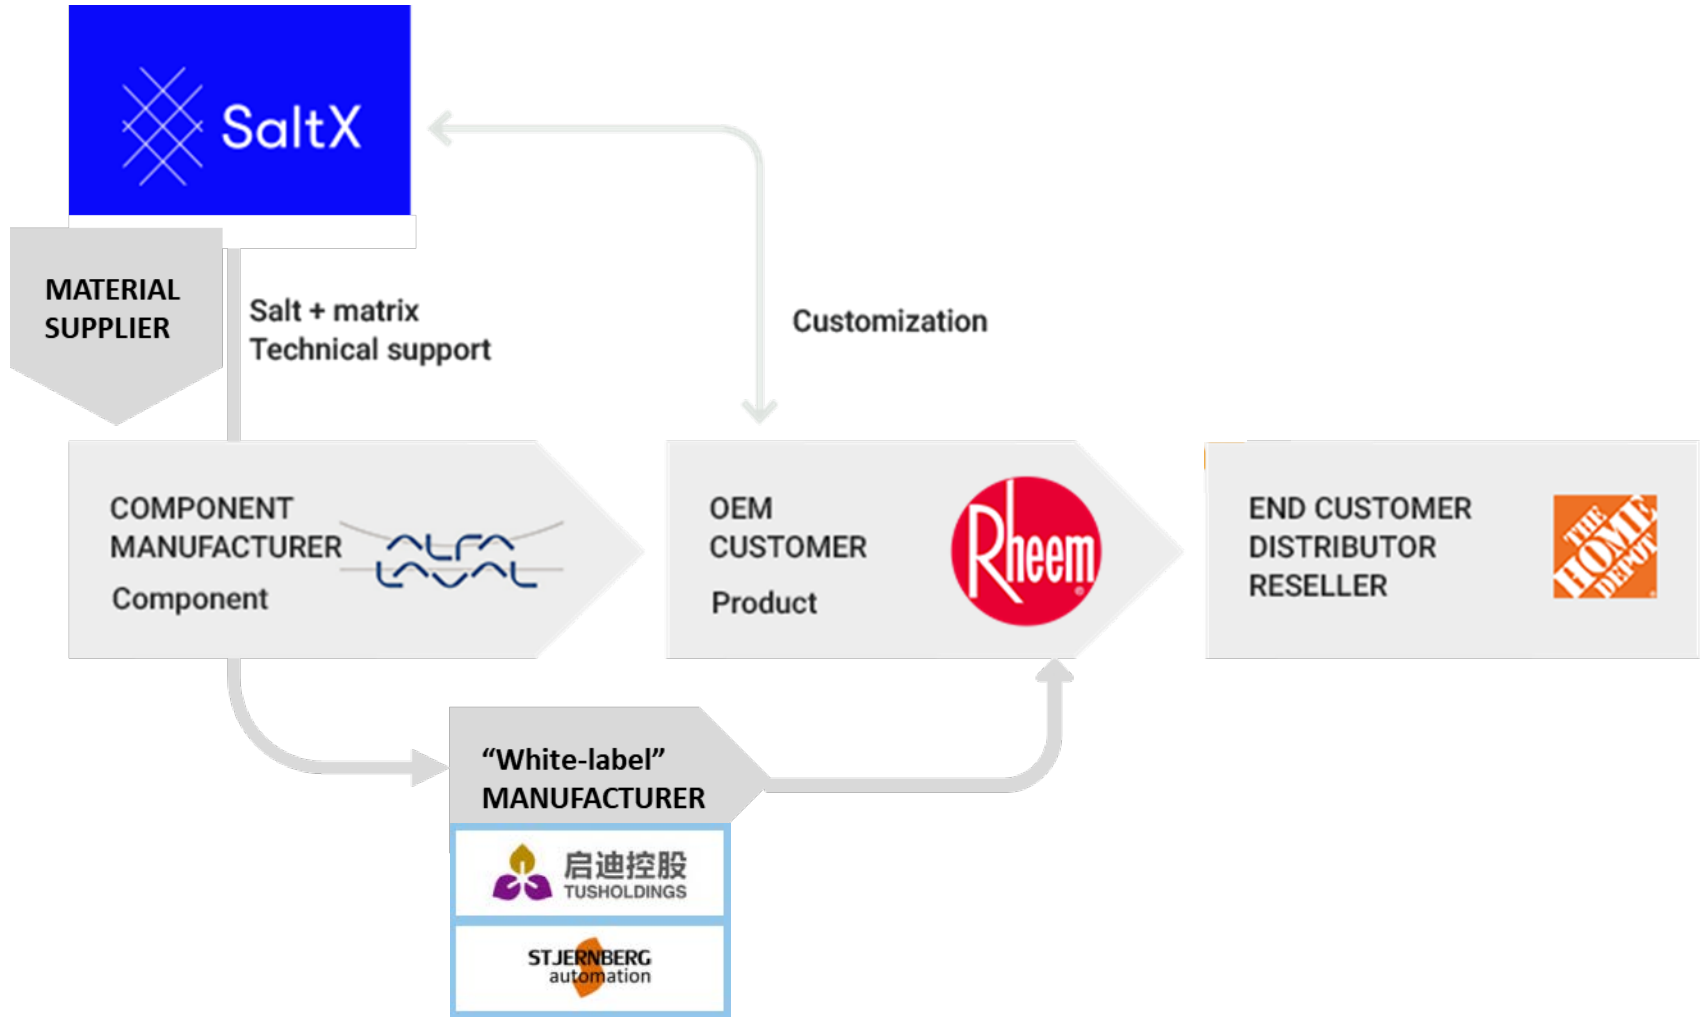 SaltX
MATERIAL
SUPPLIER
Salt + matrix
Technical support
Customization
COMPONENT
MANUFACTURER
Component
ALFA
LAVAL
OEM
CUSTOMER
Product
Rheem
END CUSTOMER
DISTRIBUTOR
RESELLER
THE
HOME
DEPOT
“White-label”
MANUFACTURER
启迪控股
TUSHOLDINGS
STJERNBERG
automation